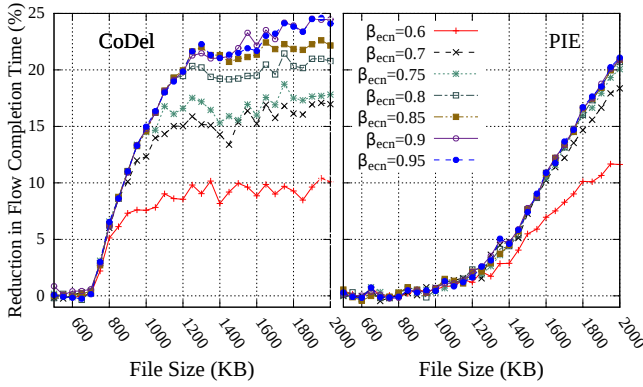 Reduction in Flow Completion Time (%)
25
20
15
10
5
0
CoDel
PIE
βecn=0.6
βecn=0.7
βecn=0.75
βecn=0.8
βecn=0.85
βecn=0.9
βecn=0.95
600
800
1000
1200
1400
1600
1800
2000
600
800
1000
1200
1400
1600
1800
2000
File Size (KB)
File Size (KB)